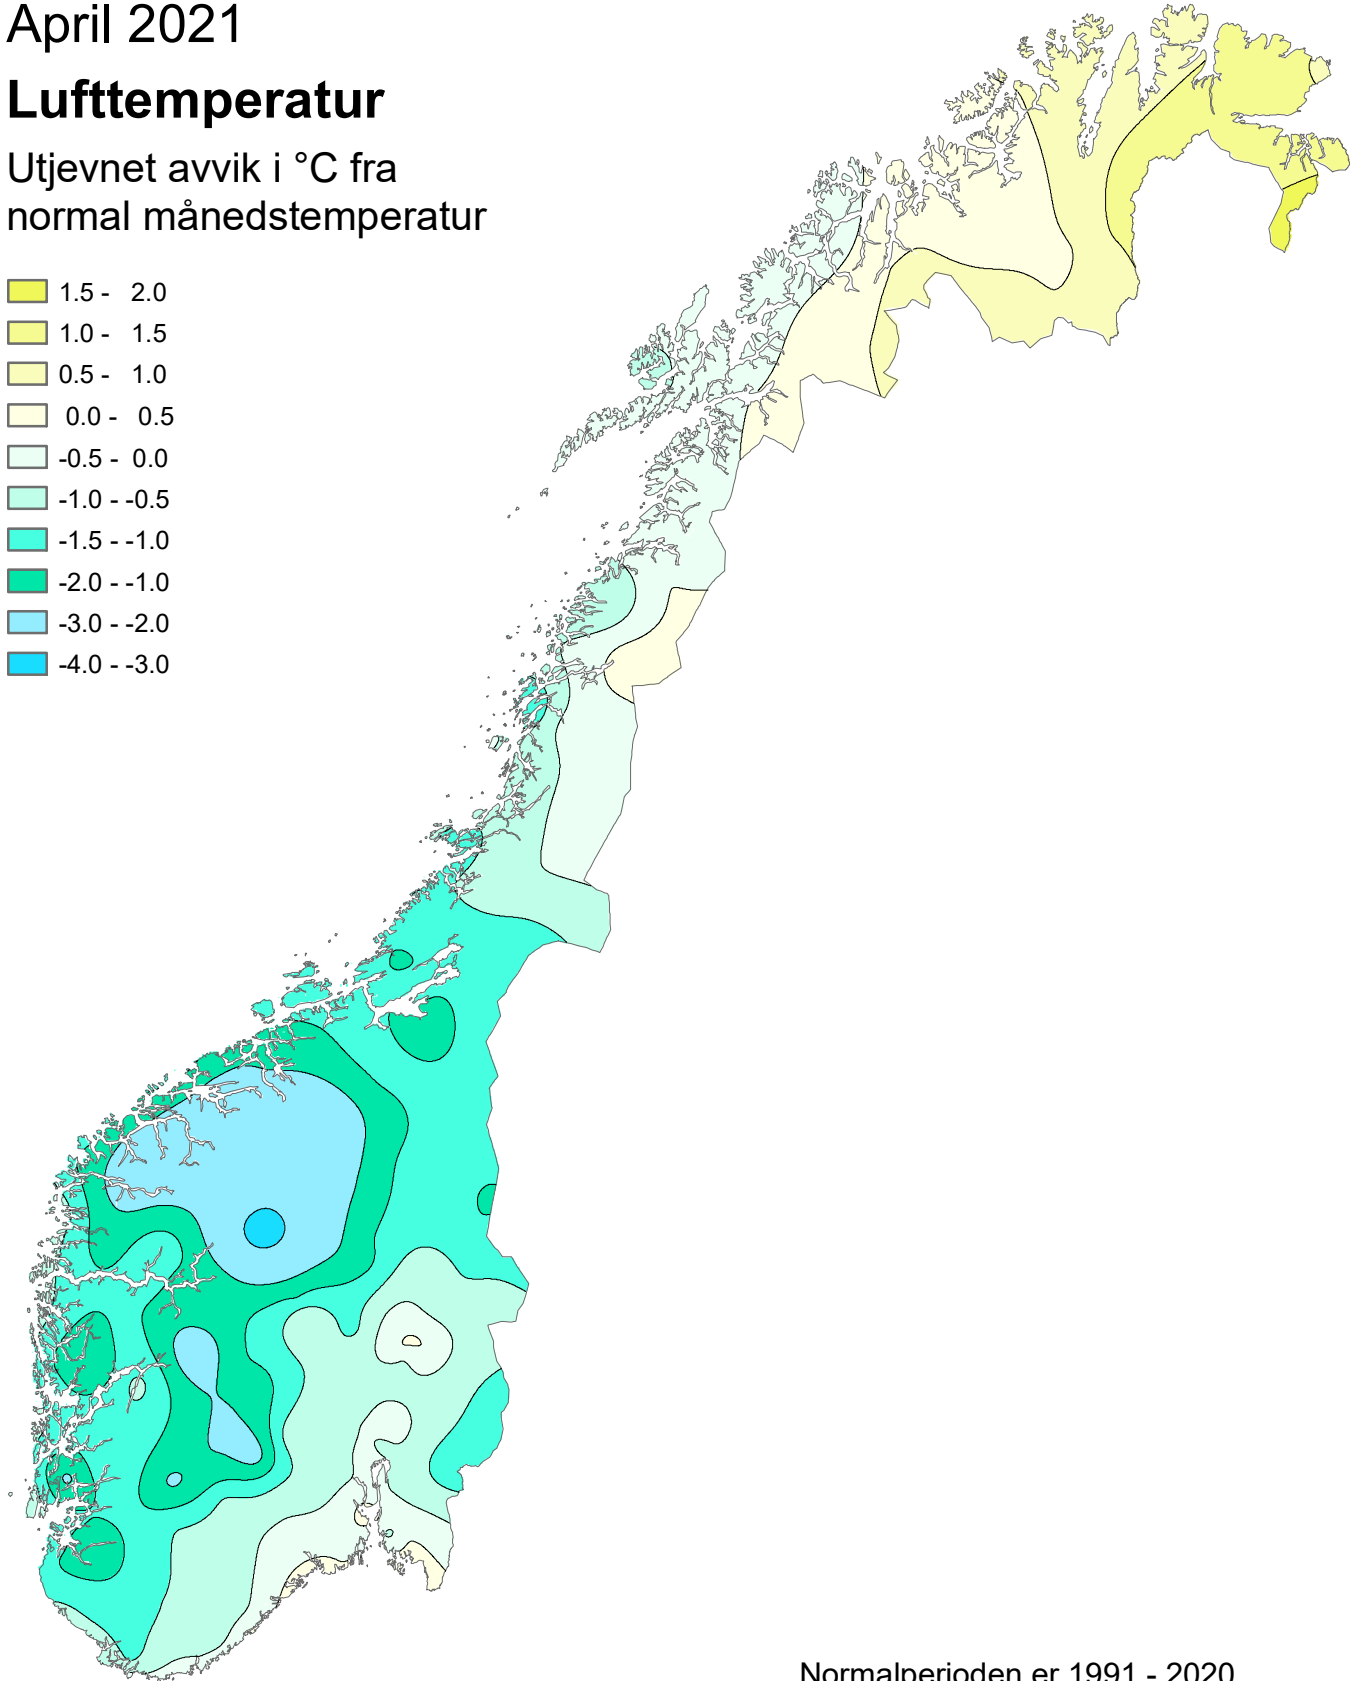 April 2021
Lufttemperatur
Utjevnet avvik i °C fra
normal månedstemperatur
1.5 - 2.0
1.0 - 1.5
0.5 - 1.0
0.0 - 0.5
-0.5 - 0.0
-1.0 - -0.5
-1.5 - -1.0
-2.0 - -1.0
-3.0 - -2.0
-4.0 - -3.0
Normalperioden er 1991 - 2020